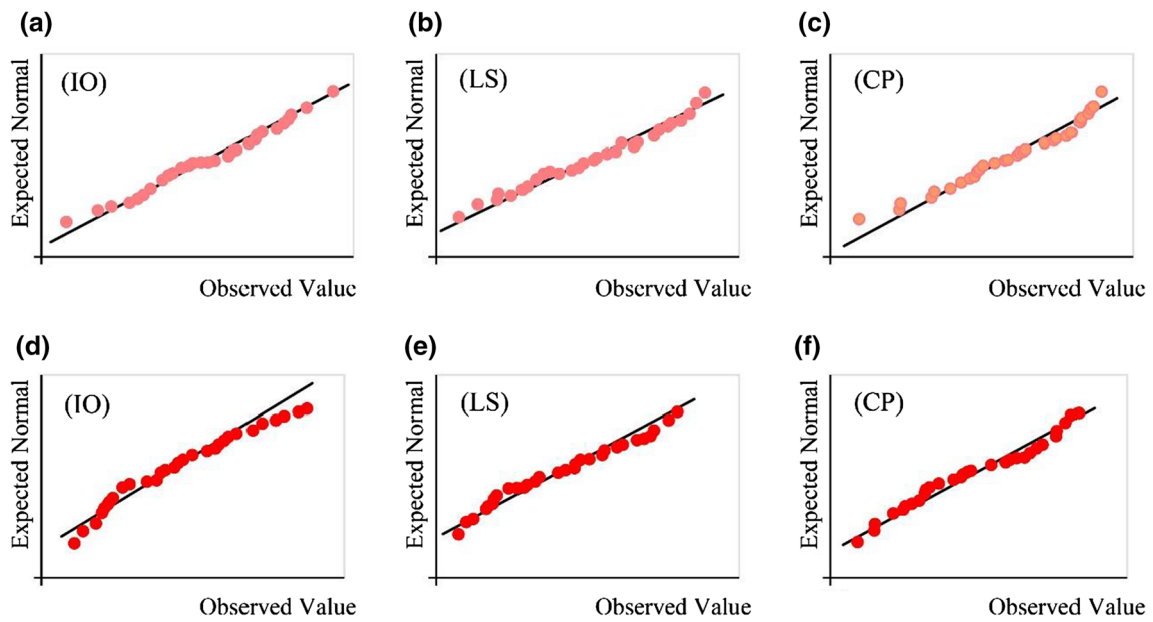 (a)
(b)
(c)
Expected Normal
(IO)
Observed Value
Expected Normal
(LS)
Observed Value
Expected Normal
(CP)
Observed Value
(d)
(e)
(f)
Expected Normal
(IO)
Observed Value
Expected Normal
(LS)
Observed Value
Expected Normal
(CP)
Observed Value